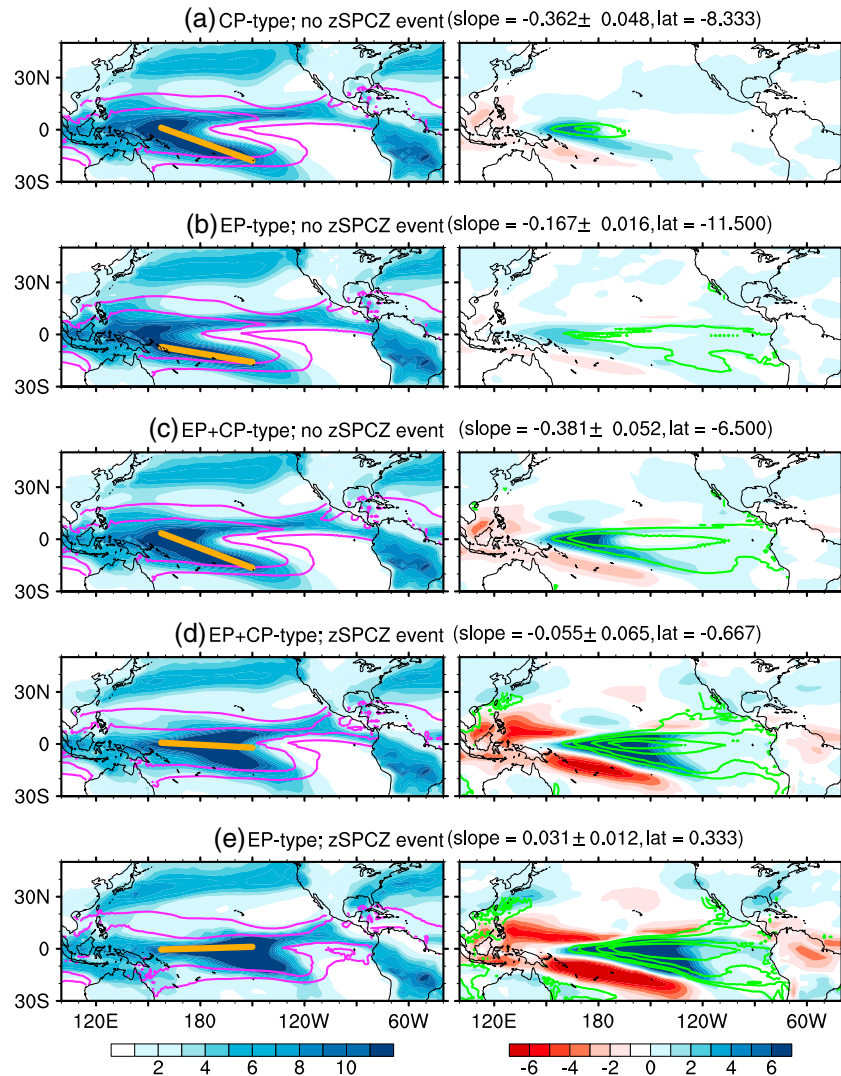 (a) CP-type; no zSPCZ event (slope = -0.362± 0.048, lat = -8.333)
30N
0
30S
(b) EP-type; no zSPCZ event (slope = -0.167± 0.016, lat = -11.500)
30N
0
30S
(c) EP+CP-type; no zSPCZ event (slope = -0.381± 0.052, lat = -6.500)
30N
0
30S
(d) EP+CP-type; zSPCZ event (slope = -0.055± 0.065, lat = -0.667)
30N
0
30S
(e) EP-type; zSPCZ event (slope = 0.031± 0.012, lat = 0.333)
30N
0
30S
120E 180 120W 60W 120E 180 120W 60W
2 4 6 8 10 -6 -4 -2 0 2 4 6